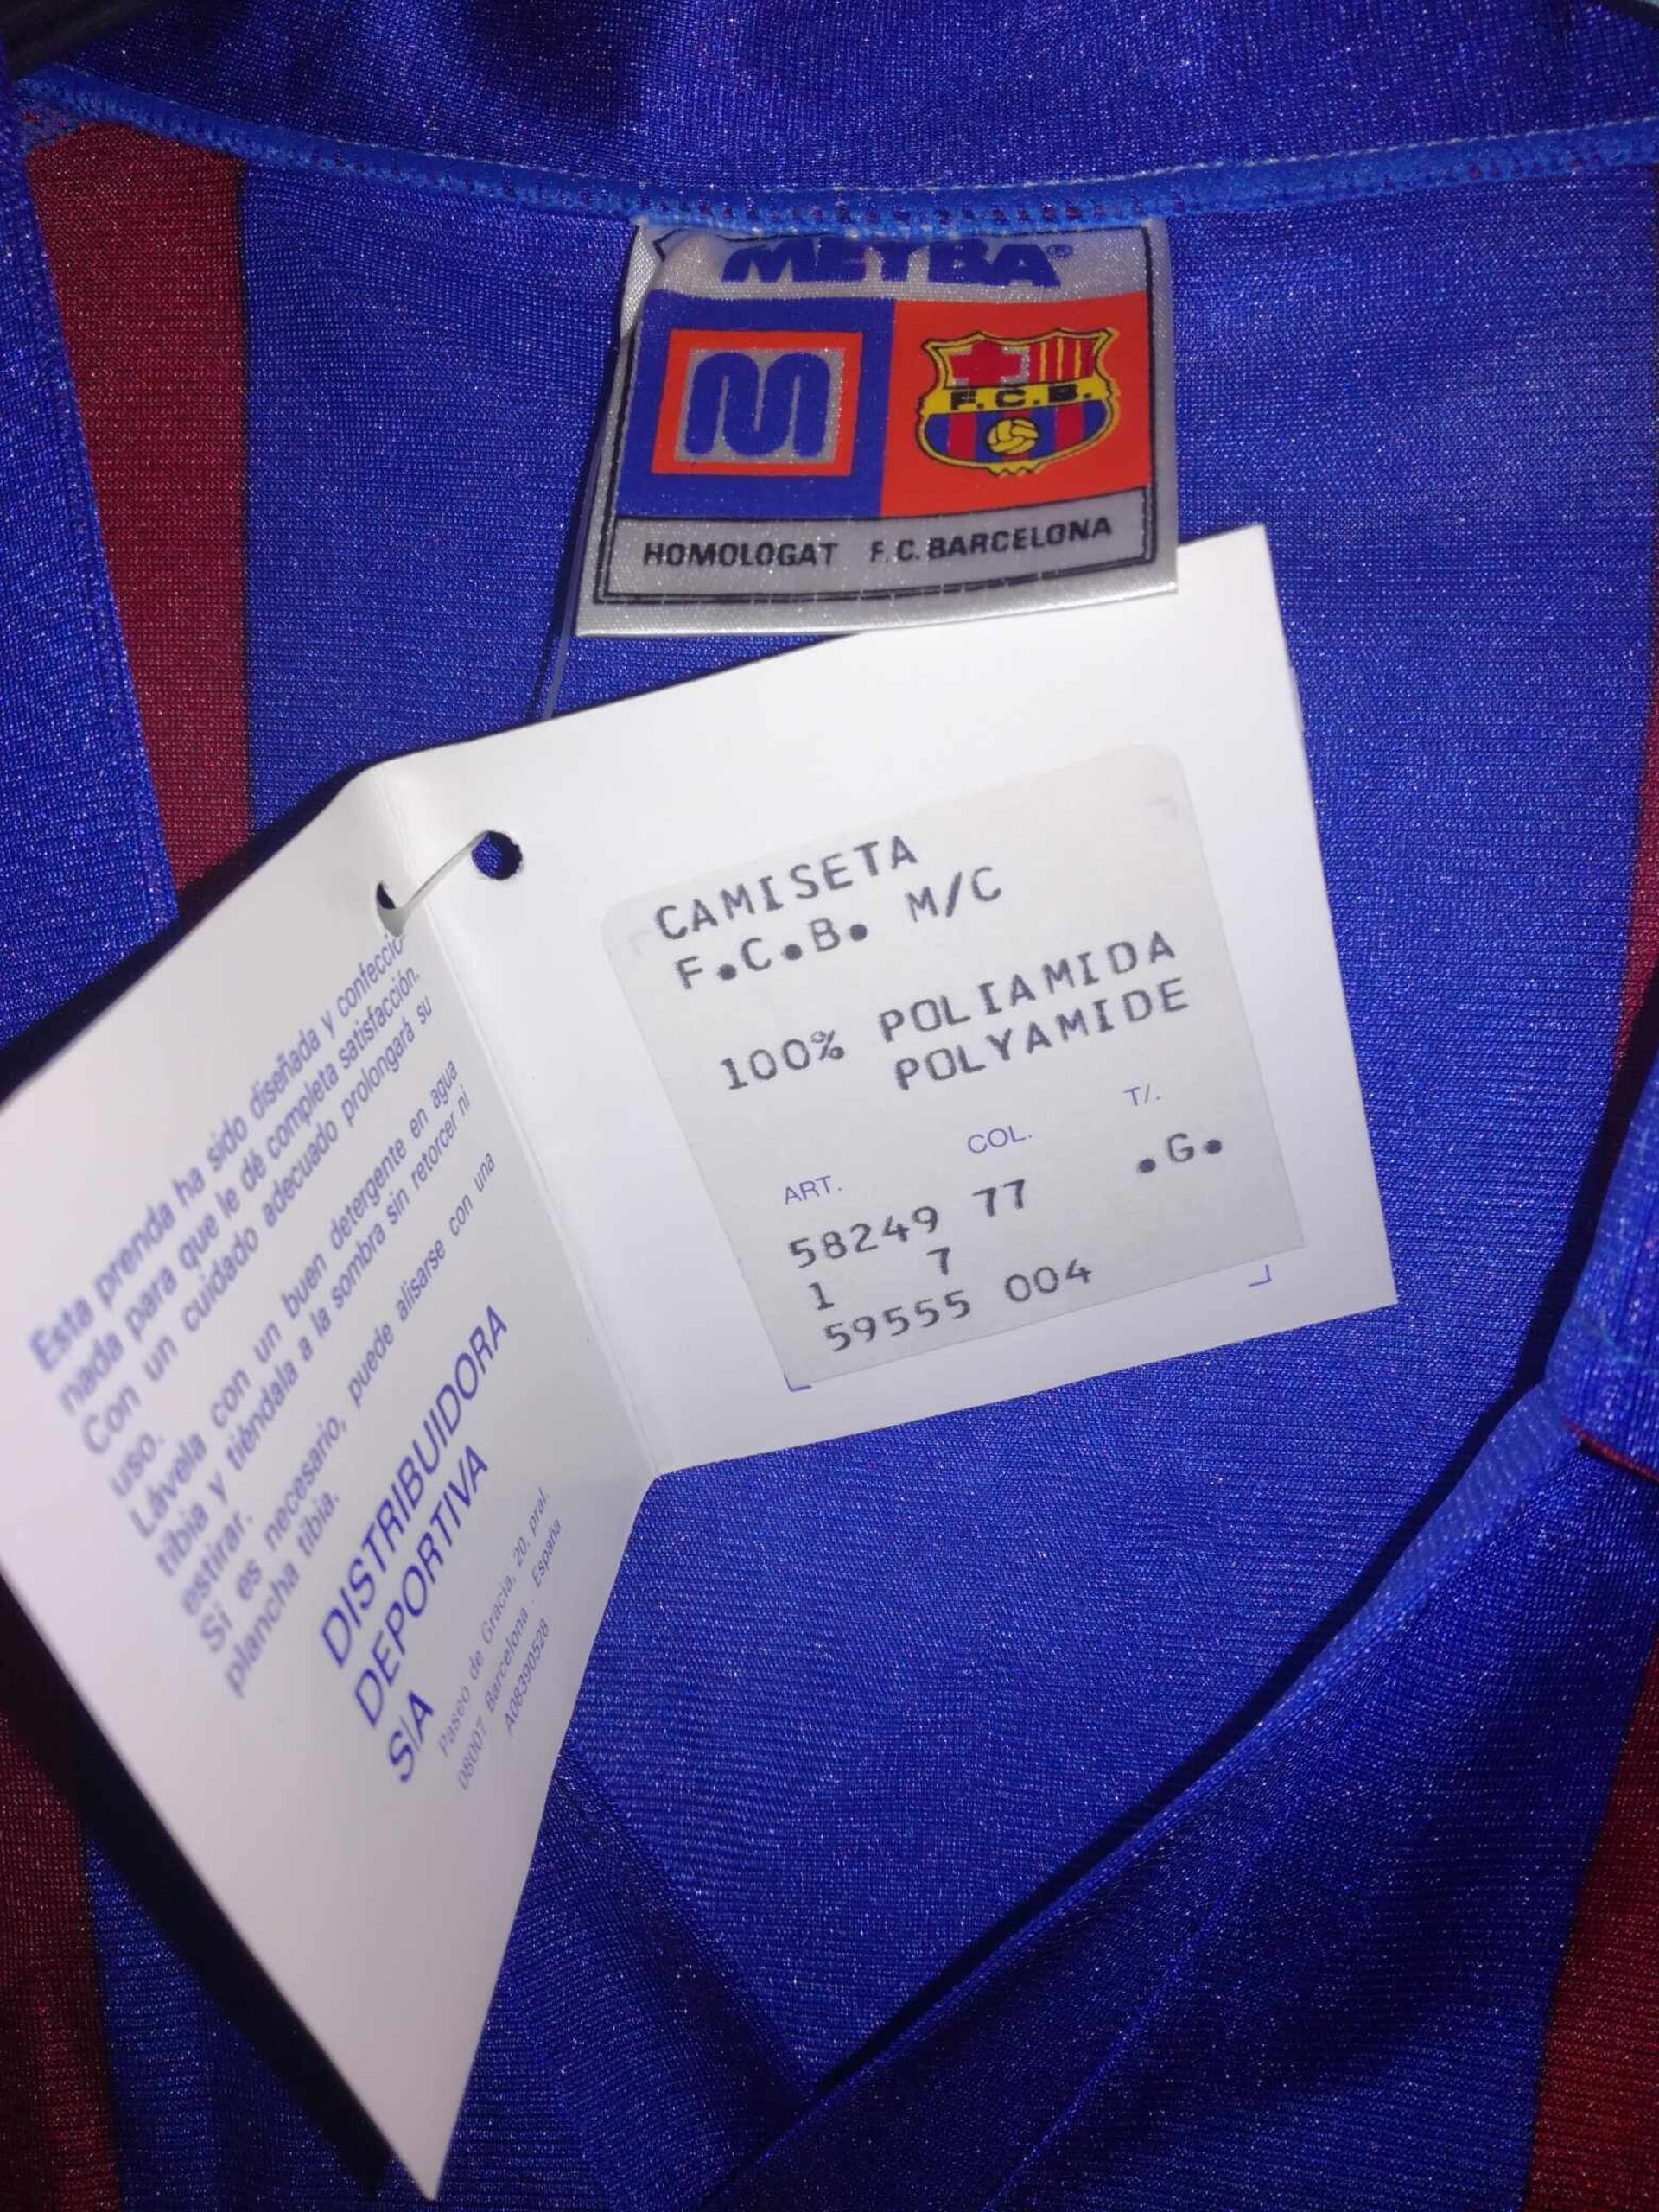 MEYBA®
M
F.C.B.
HOMOLOGAT F.C. BARCELONA
CAMISETA
F.C.B. M/C
100% POLIAMIDA
POLYAMIDE
ART. COL. T/.
58249 77 .G.
1 7
59555 004
Esta prenda ha sido diseñada y confeccio-
nada para que le dé completa satisfacción.
Con un cuidado adecuado prolongará su
uso.
Lávela con un buen detergente en agua
tibia y tiéndala a la sombra sin retorcer ni
estirar.
Si es necesario, puede alisarse con una
plancha tibia.
DISTRIBUIDORA
DEPORTIVA
S/A
Paseo de Gracia, 20, pral.
08007 Barcelona - España
A08390529